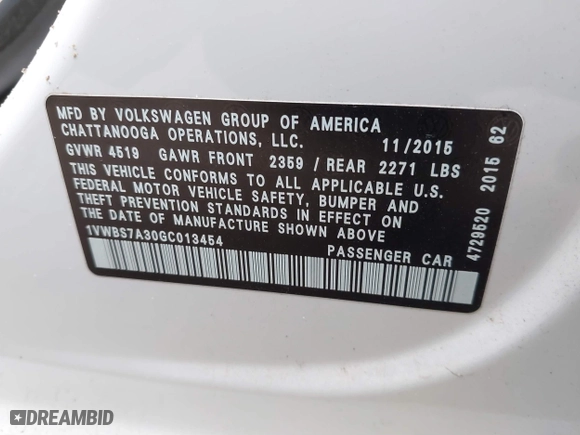 MFD BY VOLKSWAGEN GROUP OF AMERICA
CHATTANOOGA OPERATIONS, LLC. 11/2015
GVWR 4519 GAWR FRONT 2359 / REAR 2271 LBS
THIS VEHICLE CONFORMS TO ALL APPLICABLE U.S.
FEDERAL MOTOR VEHICLE SAFETY, BUMPER AND
THEFT PREVENTION STANDARDS IN EFFECT ON
THE DATE OF MANUFACTURE SHOWN ABOVE
1VWBS7A30GC013454 PASSENGER CAR
4729520 2015 62
DREAMBID